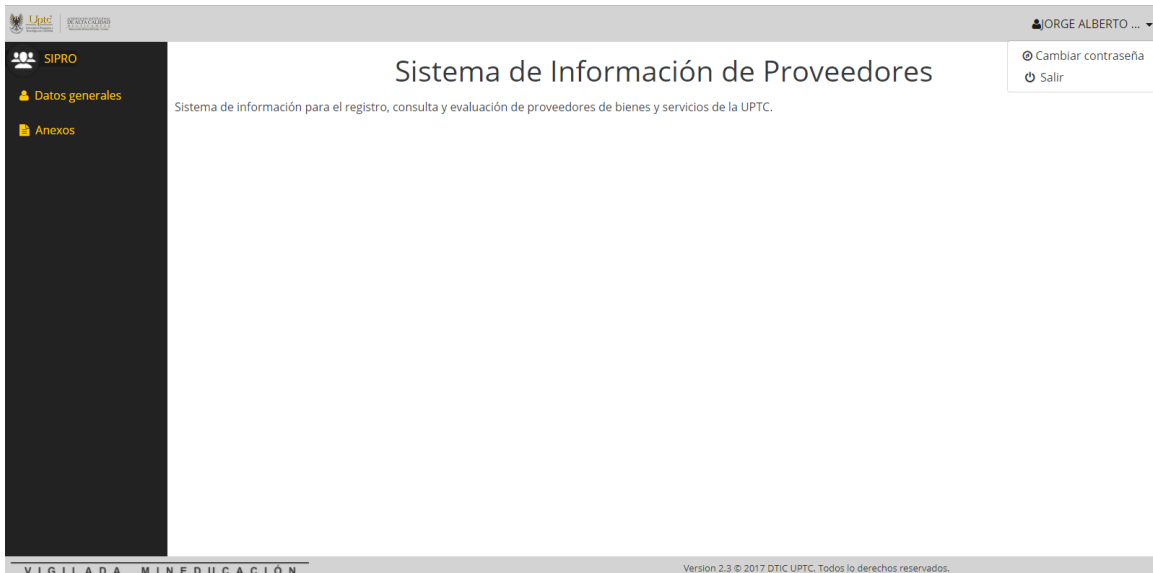 Uptc
JORGE ALBERTO ...
SIPRO
Cambiar contraseña
Salir
Sistema de Información de Proveedores
Datos generales
Sistema de información para el registro, consulta y evaluación de proveedores de bienes y servicios de la UPTC.
Anexos
VIGILADA MINEDUCACIÓN
Version 2.3 © 2017 DTIC UPTC. Todos lo derechos reservados.